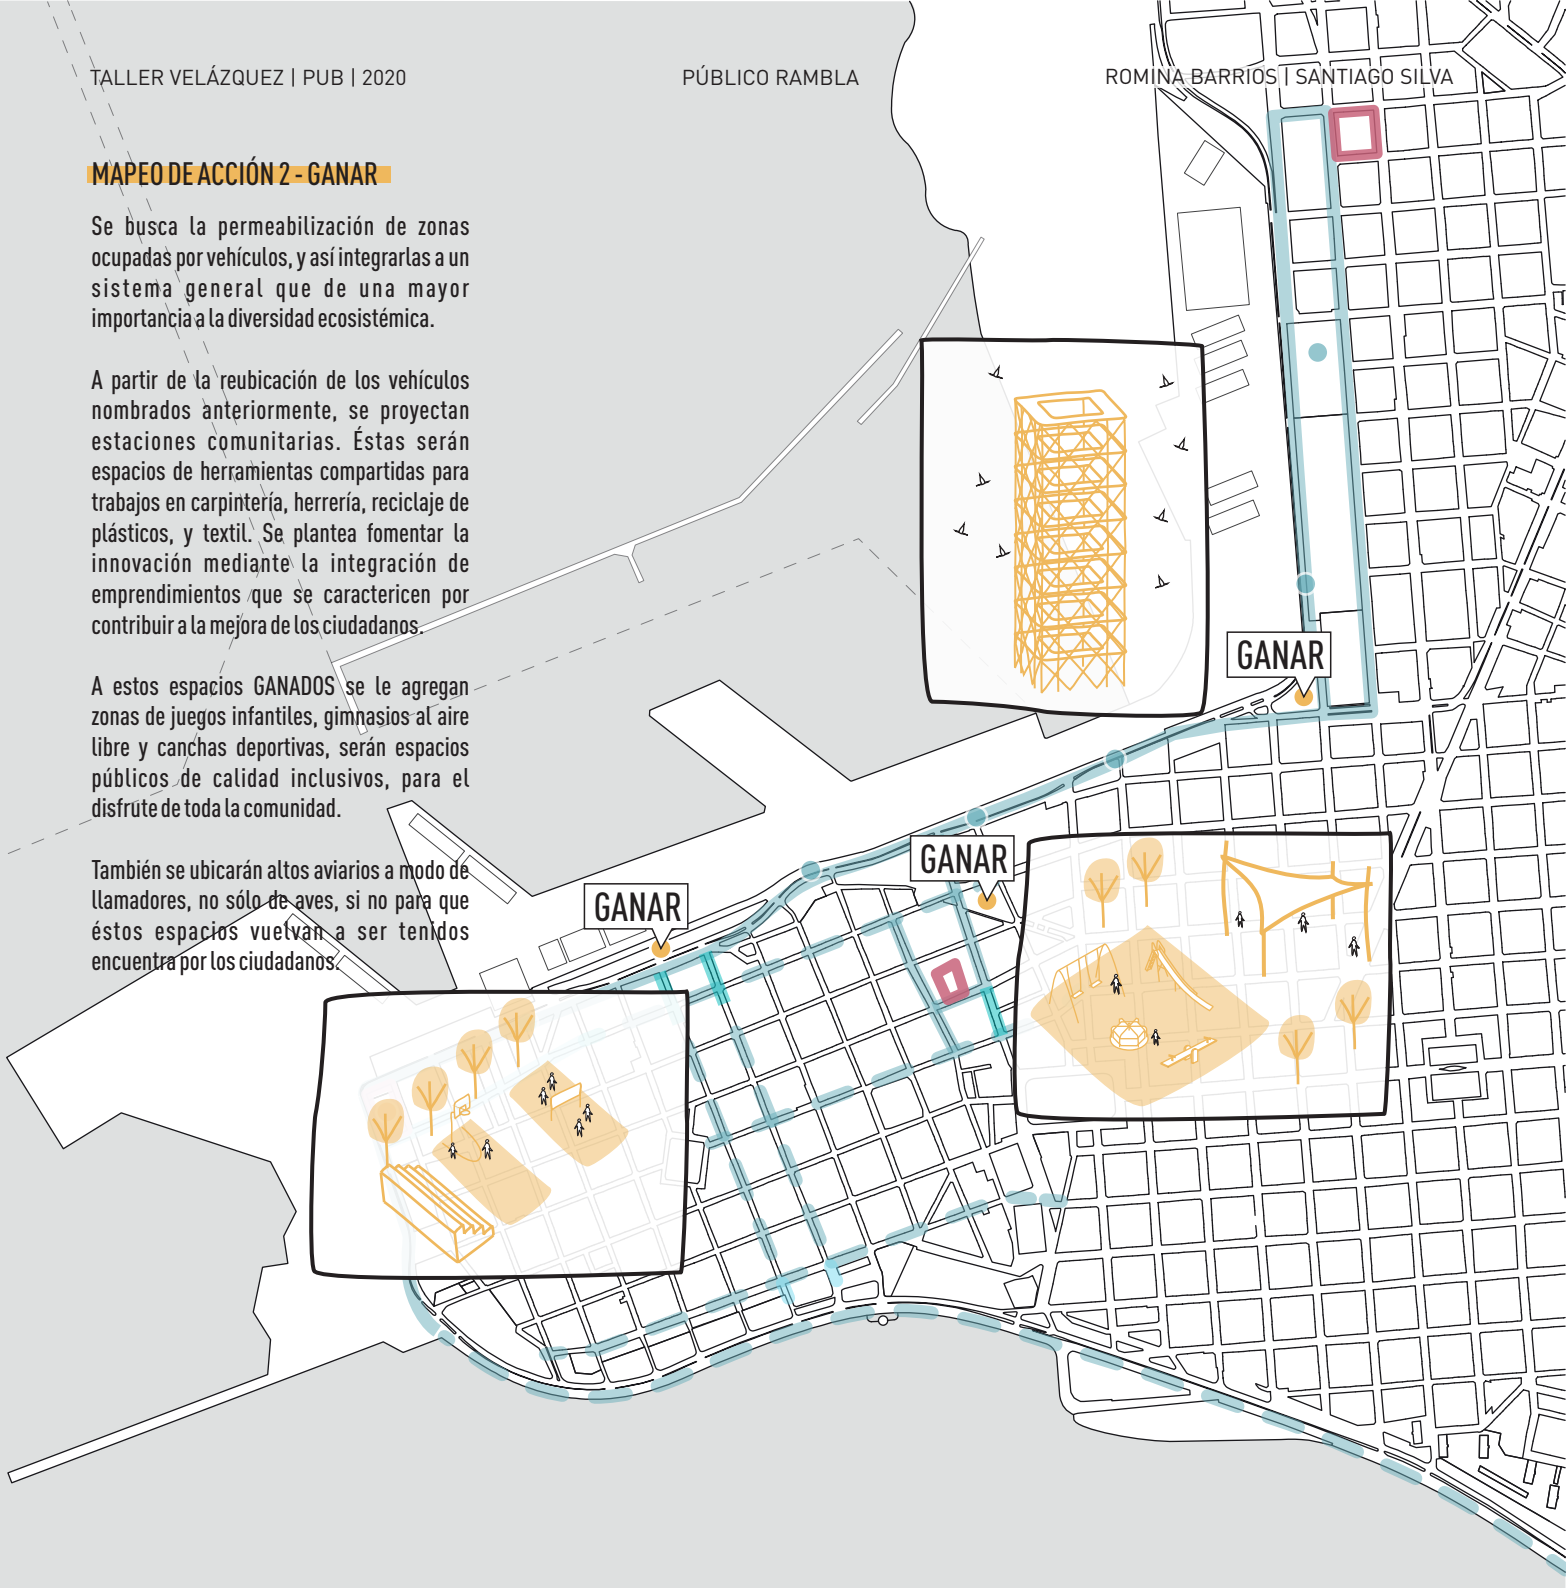 TALLER VELÁZQUEZ | PUB | 2020
PÚBLICO RAMBLA
ROMINA BARRIOS | SANTIAGO SILVA
MAPEO DE ACCIÓN 2 - GANAR
Se busca la permeabilización de zonas
ocupadas por vehículos, y así integrarlas a un
sistema general que de una mayor
importancia a la diversidad ecosistémica.
A partir de la reubicación de los vehículos
nombrados anteriormente, se proyectan
estaciones comunitarias. Éstas serán
espacios de herramientas compartidas para
trabajos en carpintería, herrería, reciclaje de
plásticos, y textil. Se plantea fomentar la
innovación mediante la integración de
emprendimientos que se caractericen por
contribuir a la mejora de los ciudadanos.
A estos espacios GANADOS se le agregan
zonas de juegos infantiles, gimnasios al aire
libre y canchas deportivas, serán espacios
públicos de calidad inclusivos, para el
disfrute de toda la comunidad.
También se ubicarán altos aviarios a modo de
llamadores, no sólo de aves, si no para que
éstos espacios vuelvan a ser tenidos
encuentra por los ciudadanos.
GANAR
GANAR
GANAR